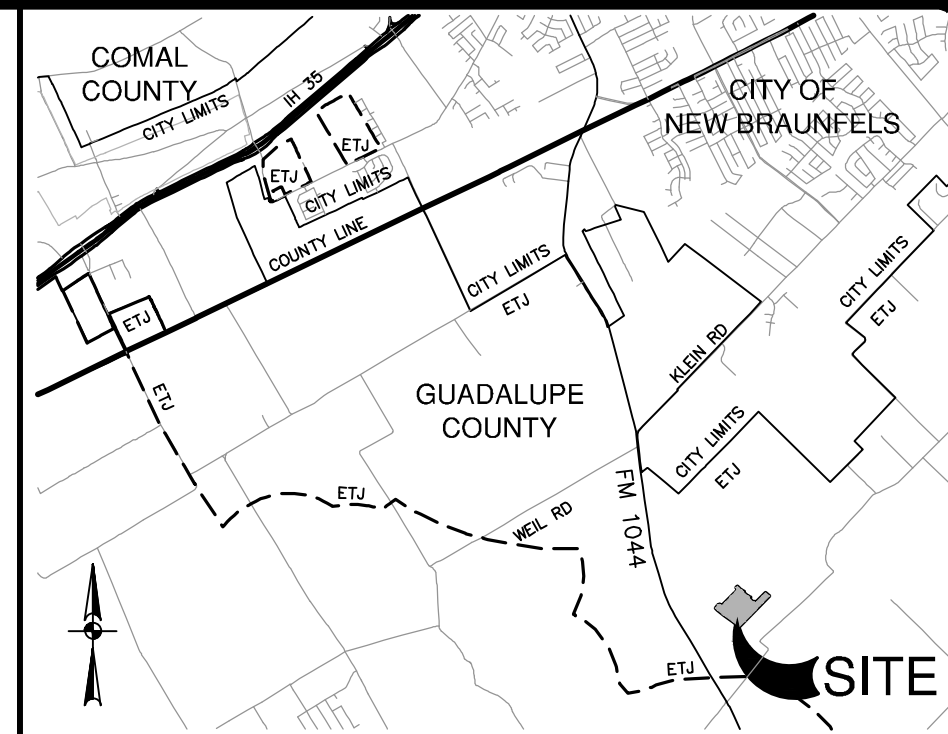 COMAL
COUNTY
CITY LIMITS
IH 35
CITY OF
NEW BRAUNFELS
ETJ
ETJ
CITY LIMITS
COUNTY LINE
CITY LIMITS
ETJ
CITY LIMITS
ETJ
ETJ
ETJ
KLEIN RD
GUADALUPE
COUNTY
CITY LIMITS
ETJ
ETJ
WEIL RD
FM 1044
ETJ
SITE